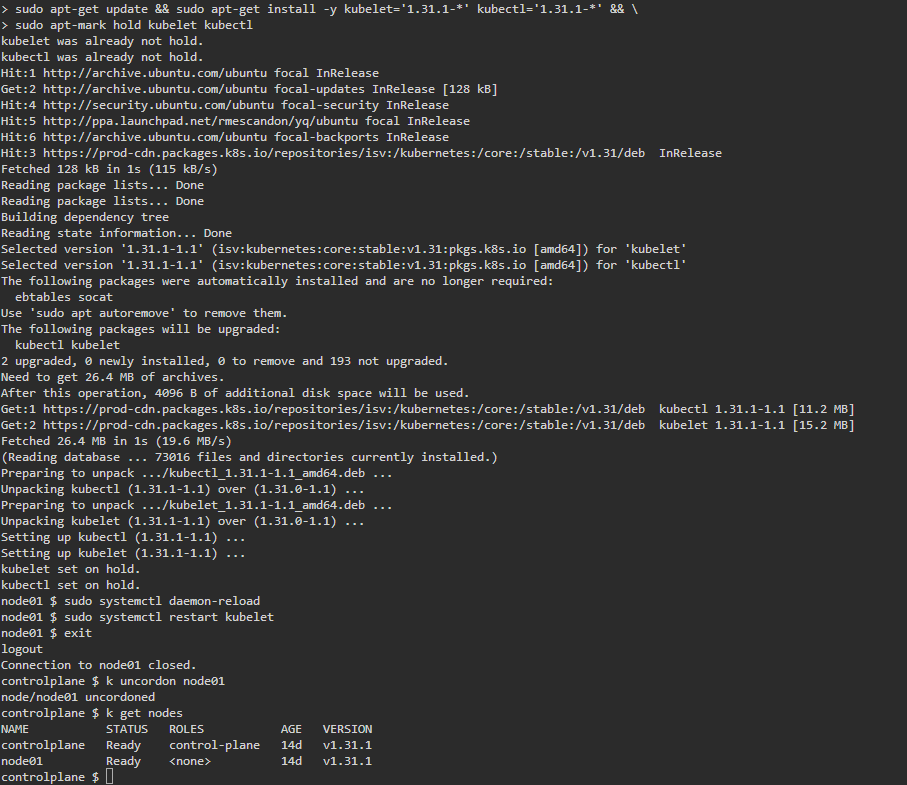 > sudo apt-get update && sudo apt-get install -y kubelet='1.31.1-*' kubectl='1.31.1-*' && \
> sudo apt-mark hold kubelet kubectl
kubelet was already not hold.
kubectl was already not hold.
Hit:1 http://archive.ubuntu.com/ubuntu focal InRelease
Get:2 http://archive.ubuntu.com/ubuntu focal-updates InRelease [128 kB]
Hit:4 http://security.ubuntu.com/ubuntu focal-security InRelease
Hit:5 http://ppa.launchpad.net/rmescandon/yq/ubuntu focal InRelease
Hit:6 http://archive.ubuntu.com/ubuntu focal-backports InRelease
Hit:3 https://prod-cdn.packages.k8s.io/repositories/isv:/kubernetes:/core:/stable:/v1.31/deb  InRelease
Fetched 128 kB in 1s (115 kB/s)
Reading package lists... Done
Reading package lists... Done
Building dependency tree
Reading state information... Done
Selected version '1.31.1-1.1' (isv:kubernetes:core:stable:v1.31:pkgs.k8s.io [amd64]) for 'kubelet'
Selected version '1.31.1-1.1' (isv:kubernetes:core:stable:v1.31:pkgs.k8s.io [amd64]) for 'kubectl'
The following packages were automatically installed and are no longer required:
  ebtables socat
Use 'sudo apt autoremove' to remove them.
The following packages will be upgraded:
  kubectl kubelet
2 upgraded, 0 newly installed, 0 to remove and 193 not upgraded.
Need to get 26.4 MB of archives.
After this operation, 4096 B of additional disk space will be used.
Get:1 https://prod-cdn.packages.k8s.io/repositories/isv:/kubernetes:/core:/stable:/v1.31/deb  kubectl 1.31.1-1.1 [11.2 MB]
Get:2 https://prod-cdn.packages.k8s.io/repositories/isv:/kubernetes:/core:/stable:/v1.31/deb  kubelet 1.31.1-1.1 [15.2 MB]
Fetched 26.4 MB in 1s (19.6 MB/s)
(Reading database ... 73016 files and directories currently installed.)
Preparing to unpack .../kubectl_1.31.1-1.1_amd64.deb ...
Unpacking kubectl (1.31.1-1.1) over (1.31.0-1.1) ...
Preparing to unpack .../kubelet_1.31.1-1.1_amd64.deb ...
Unpacking kubelet (1.31.1-1.1) over (1.31.0-1.1) ...
Setting up kubectl (1.31.1-1.1) ...
Setting up kubelet (1.31.1-1.1) ...
kubelet set on hold.
kubectl set on hold.
node01 $ sudo systemctl daemon-reload
node01 $ sudo systemctl restart kubelet
node01 $ exit
logout
Connection to node01 closed.
controlplane $ k uncordon node01
node/node01 uncordoned
controlplane $ k get nodes
NAME           STATUS   ROLES           AGE   VERSION
controlplane   Ready    control-plane   14d   v1.31.1
node01         Ready    <none>          14d   v1.31.1
controlplane $